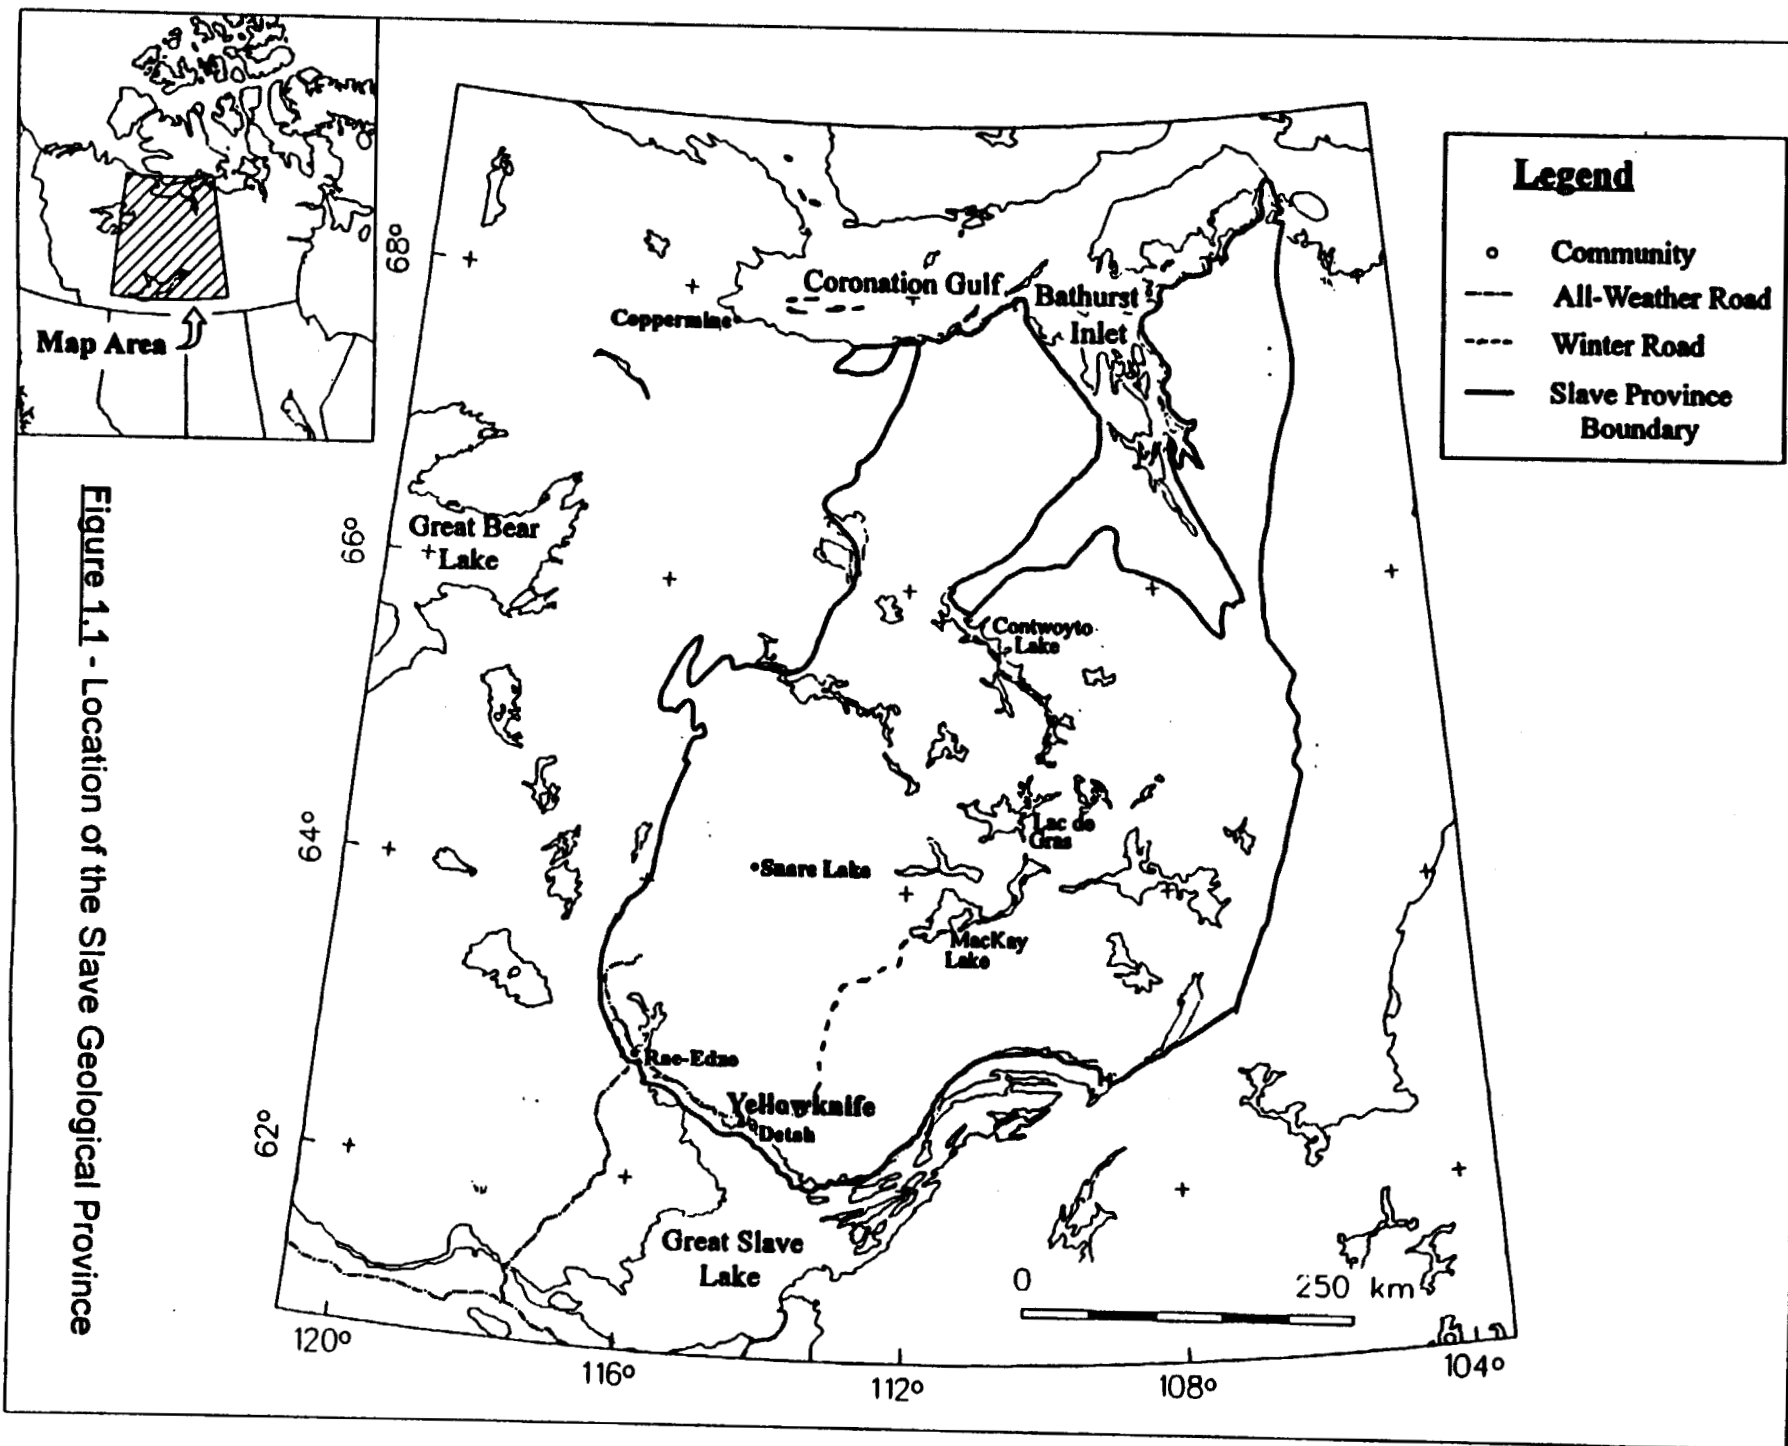 Map Area
68°
66°
64°
62°
120°
116°
112°
108°
104°
Coronation Gulf
Coppermine
Bathurst
Inlet
Great Bear
Lake
Contwoyto
Lake
Lac de
Gras
Snare Lake
MacKay
Lake
Rae-Edzo
Yellowknife
Detah
Great Slave
Lake
0 250 km
Legend
Community
All-Weather Road
Winter Road
Slave Province
Boundary
Figure 1.1 - Location of the Slave Geological Province